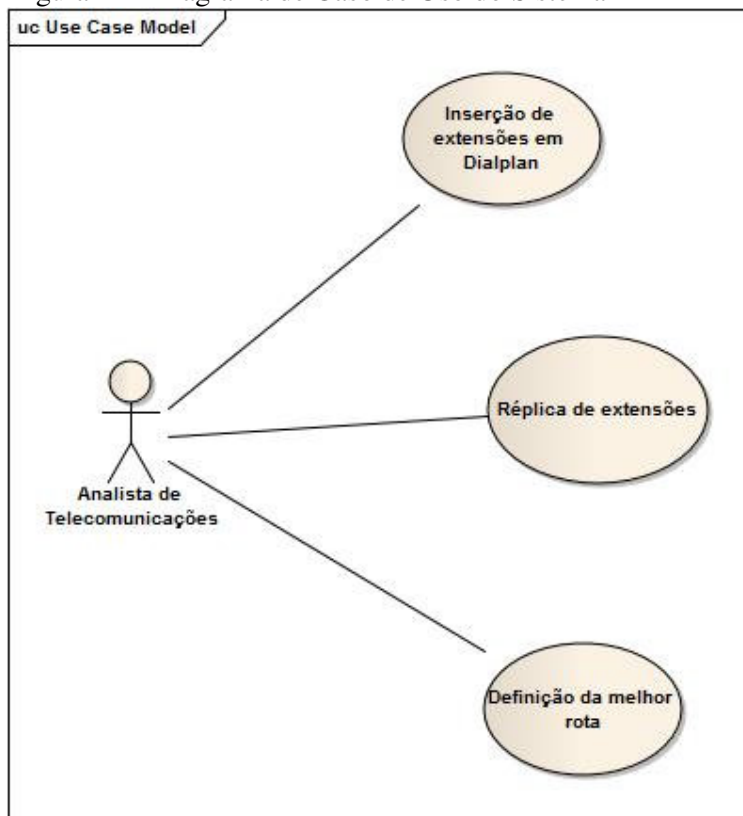 uc Use Case Model
Inserção de
extensões em
Dialplan
Réplica de extensões
Analista de
Telecomunicações
Definição da melhor
rota